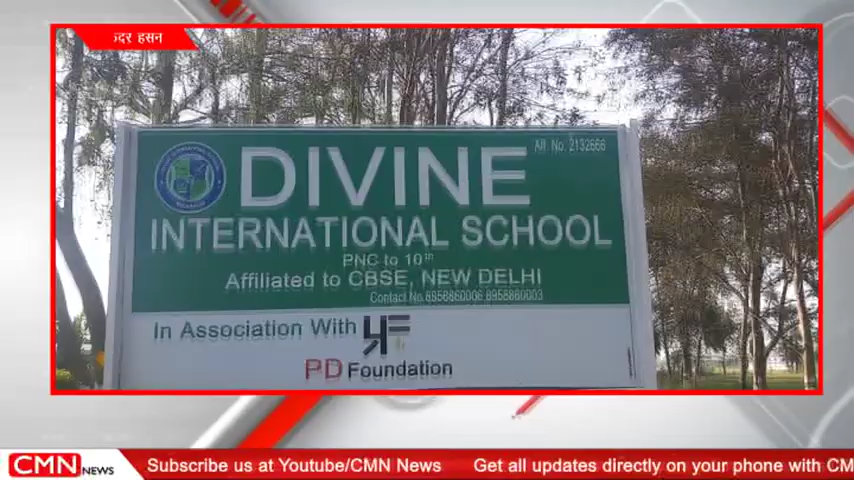 दर हसन
Aff. No. 2132666
DIVINE
INTERNATIONAL SCHOOL
PNC to 10th
Affiliated to CBSE, NEW DELHI
Contact No. 8958860006 8958860003
In Association With
PD Foundation
CMN NEWS
Subscribe us at Youtube/CMN News Get all updates directly on your phone with CM